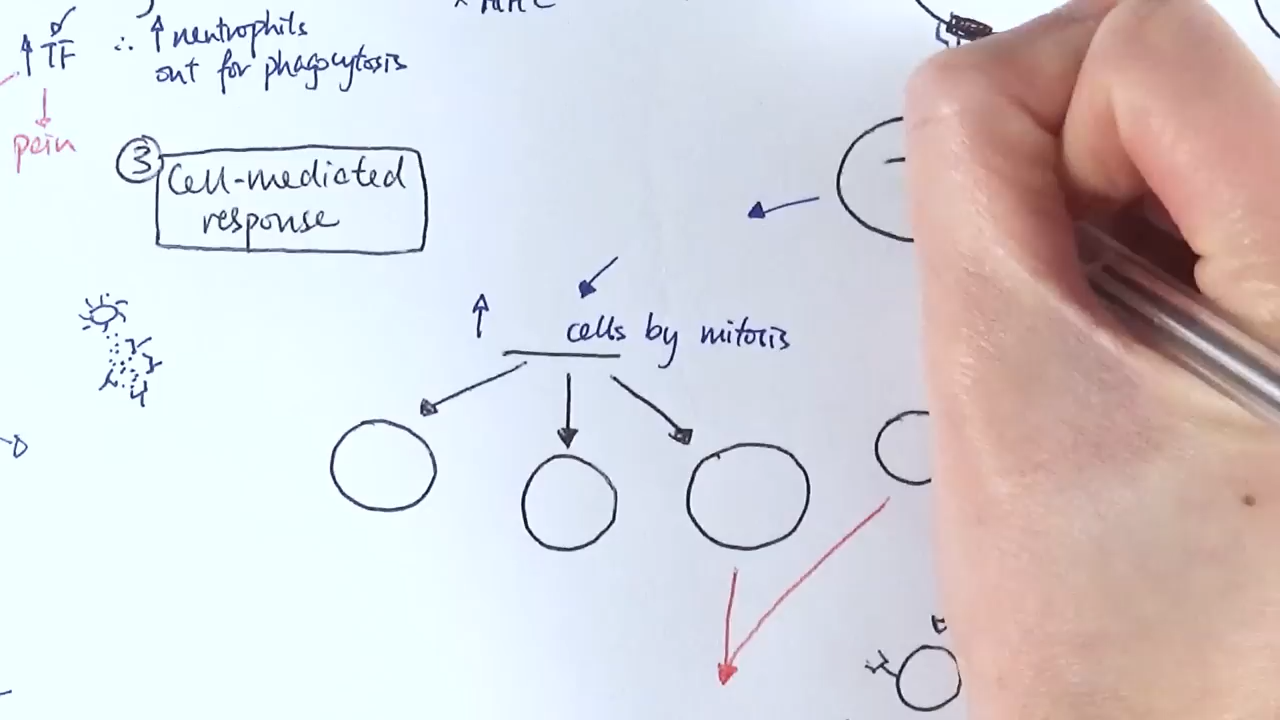 ↑ TF ∴ ↑ neutrophils
out for phagocytosis
pain
③ Cell-mediated
response
↑ cells by mitosis